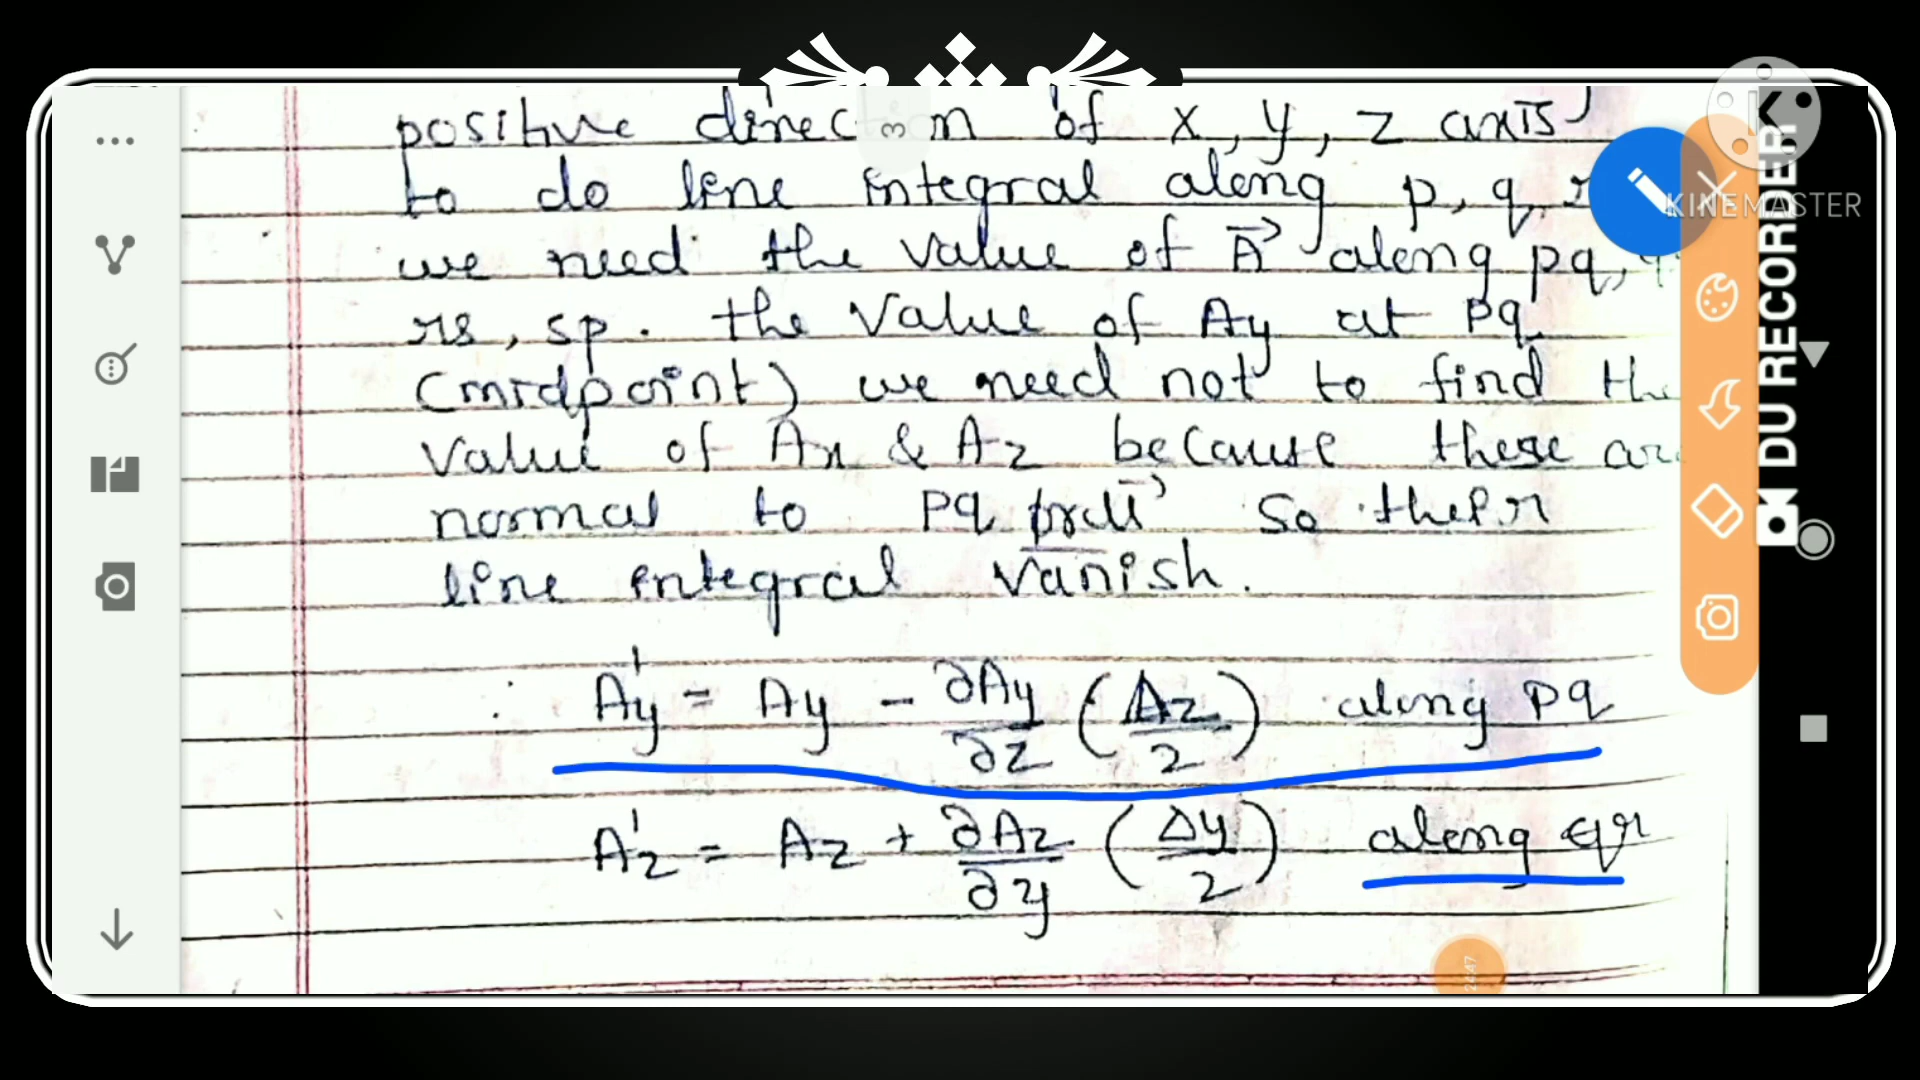 positive direction of x, y, z axis
to do line integral along p, q, r
we need the value of A⃗ along pq,
rs, sp. the value of Ay at pq
(midpoint) we need not to find the
value of Ax & Az because these are
normal to pq so their
line integral vanish.
∴ A'y = Ay - ∂Ay/∂z (Δz/2) along pq
A'z = Az + ∂Az/∂y (Δy/2) along qr
KINEMASTER
DU RECORDER